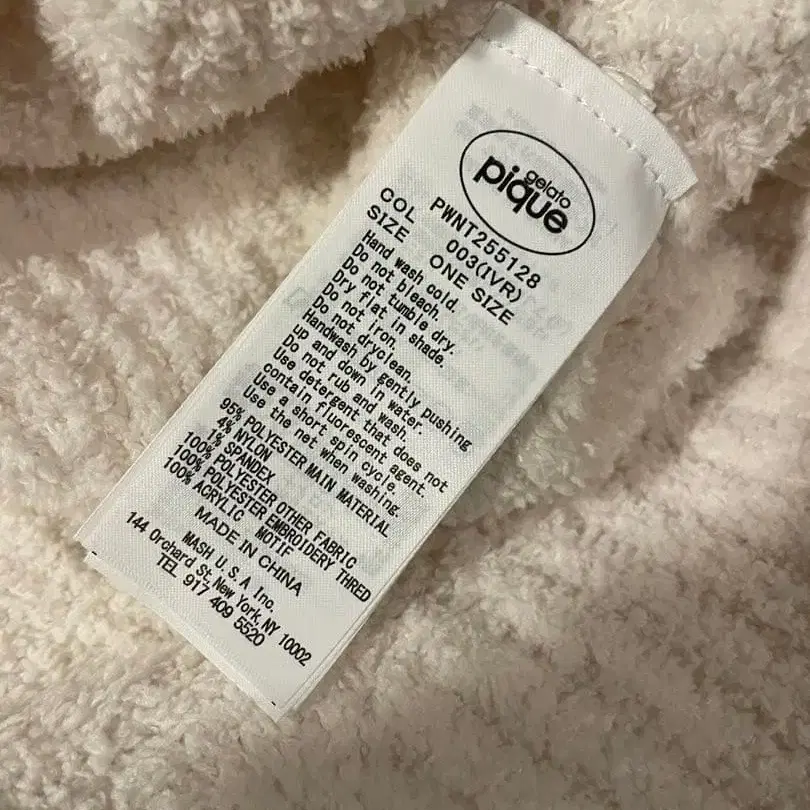 gelato
pique
PWNT255128
COL 003(IVR)
SIZE ONE SIZE
Hand wash cold.
Do not bleach.
Do not tumble dry.
Dry flat in shade.
Do not iron.
Do not dryclean.
Handwash by gently pushing
up and down in water.
Do not rub and wash.
Use detergent that does not
contain fluorescent agent.
Use a short spin cycle.
Use the net when washing.
95% POLYESTER MAIN MATERIAL
4% NYLON
1% SPANDEX
100% POLYESTER OTHER FABRIC
100% POLYESTER EMBROIDERY THRED
100% ACRYLIC MOTIF
MADE IN CHINA
MASH U.S.A Inc.
144 Orchard St, New York, NY 10002
TEL 917 409 5520